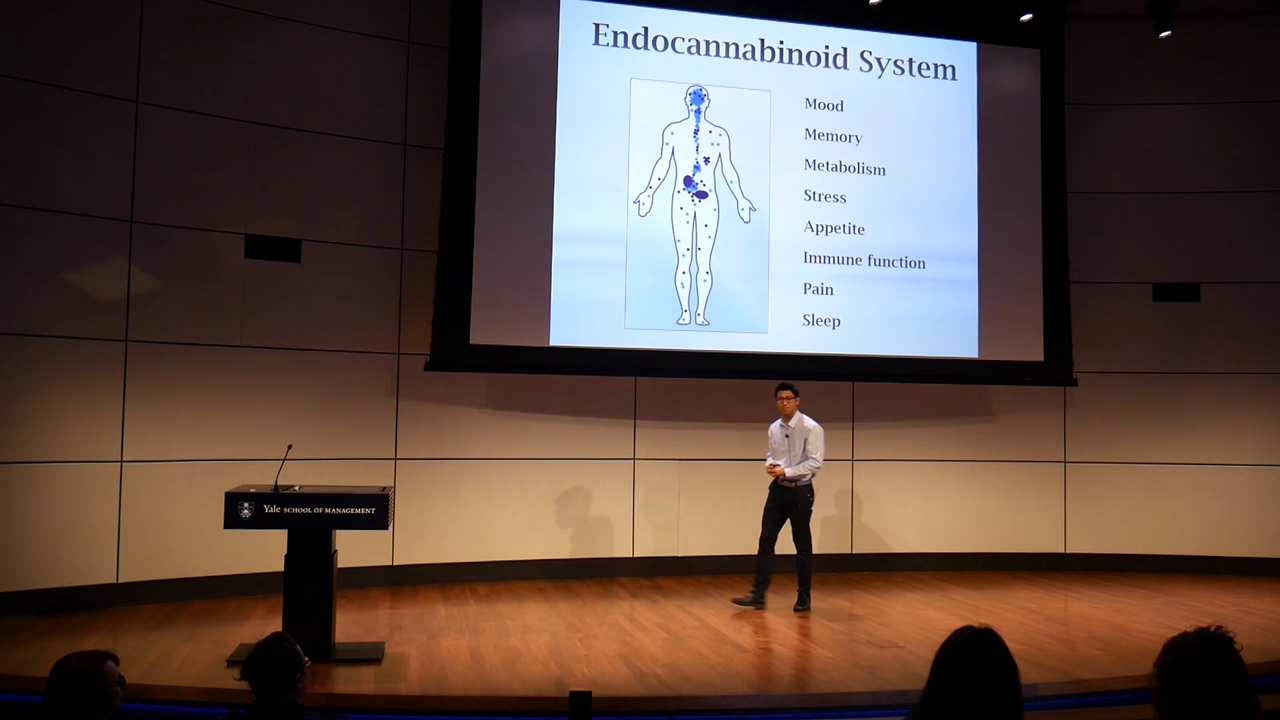 Endocannabinoid System
Mood
Memory
Metabolism
Stress
Appetite
Immune function
Pain
Sleep
Yale SCHOOL OF MANAGEMENT